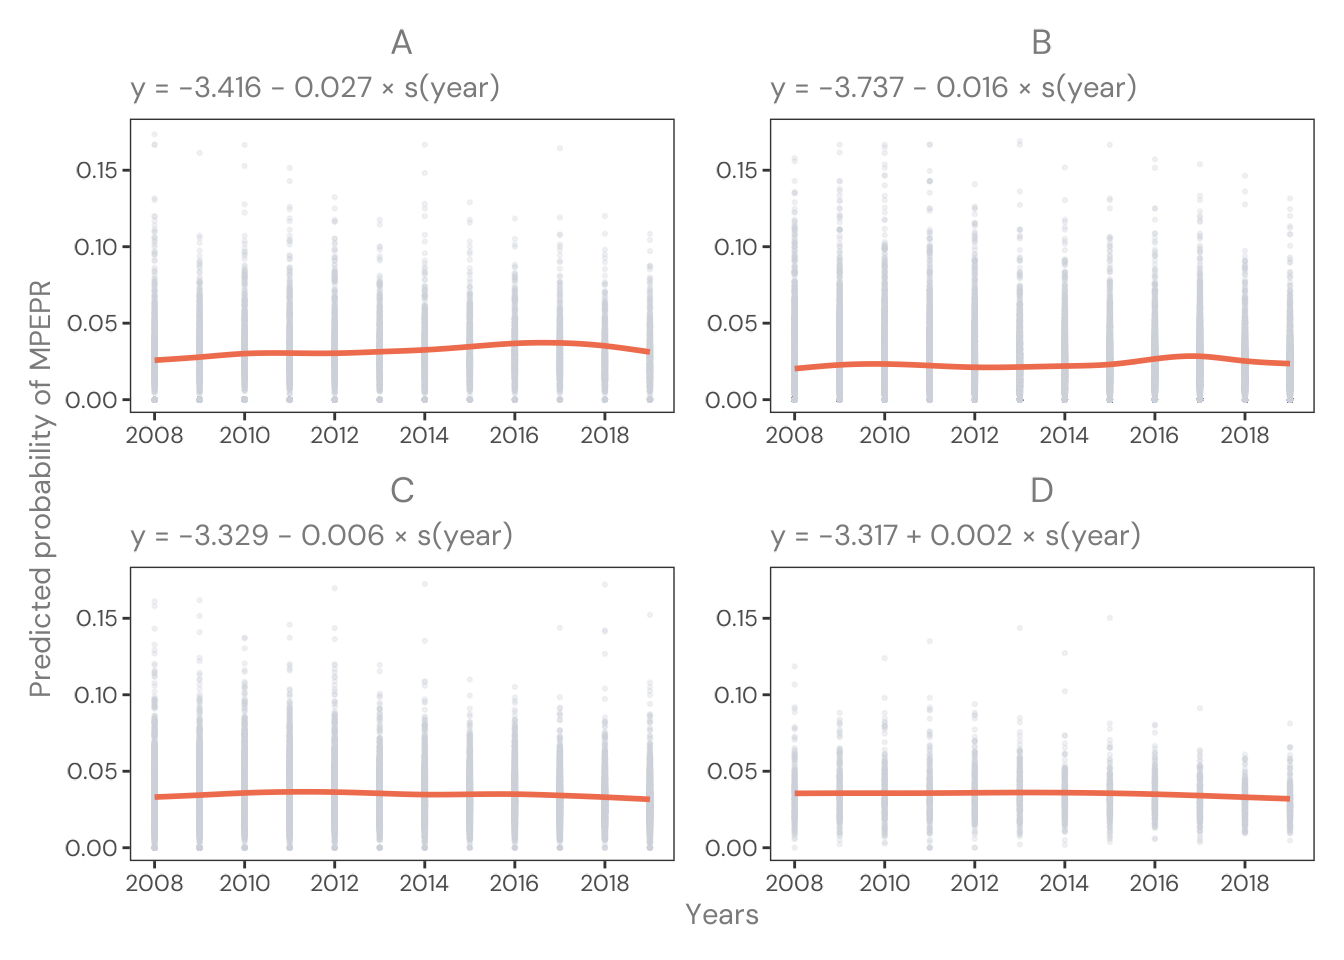 A
y = −3.416 − 0.027 × s(year)
0.15
0.10
0.05
0.00
2008 2010 2012 2014 2016 2018
B
y = −3.737 − 0.016 × s(year)
0.15
0.10
0.05
0.00
2008 2010 2012 2014 2016 2018
Predicted probability of MPEPR
C
y = −3.329 − 0.006 × s(year)
0.15
0.10
0.05
0.00
2008 2010 2012 2014 2016 2018
D
y = −3.317 + 0.002 × s(year)
0.15
0.10
0.05
0.00
2008 2010 2012 2014 2016 2018
Years